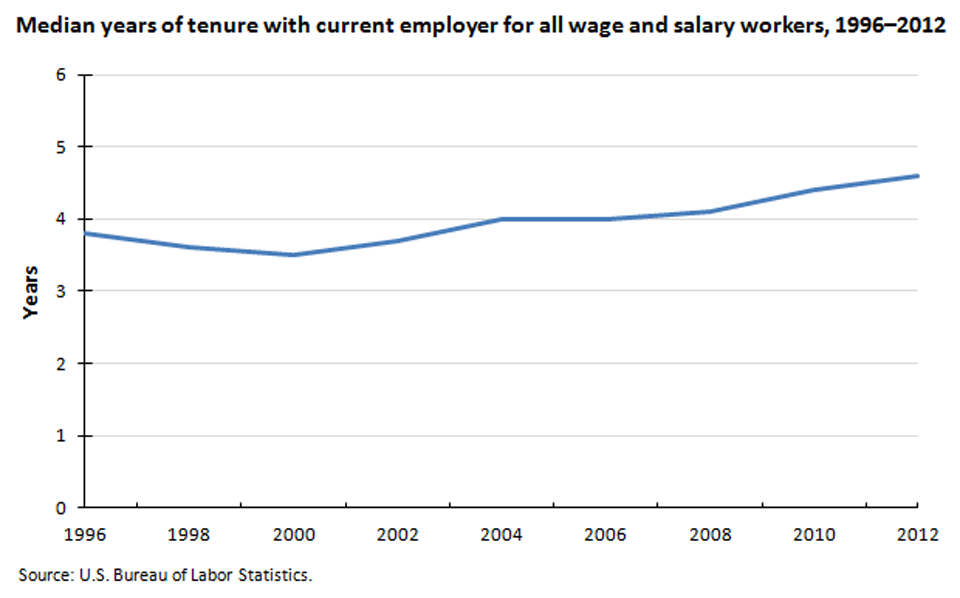 Median years of tenure with current employer for all wage and salary workers, 1996–2012
6
5
4
3
2
1
0
Years
1996 1998 2000 2002 2004 2006 2008 2010 2012
Source: U.S. Bureau of Labor Statistics.